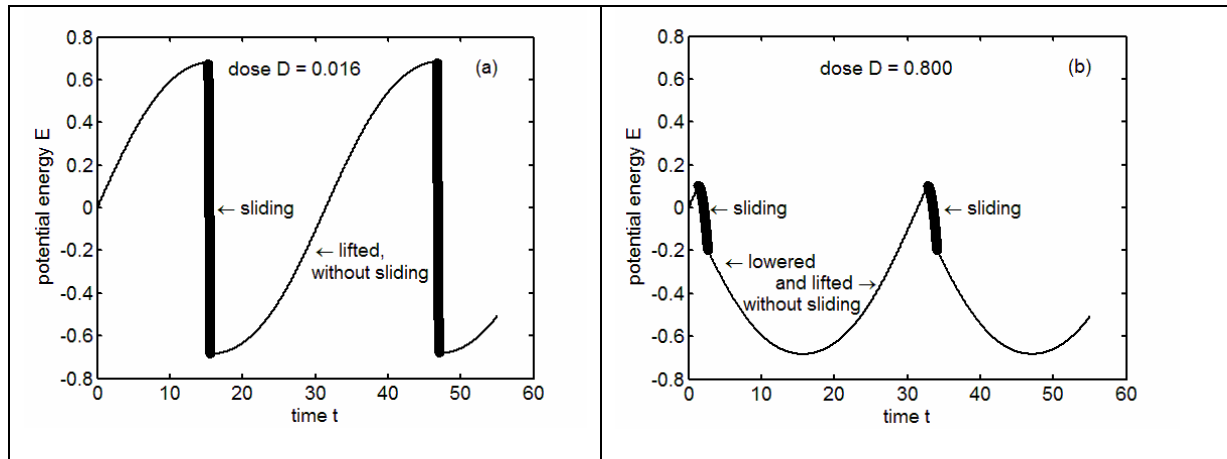 0.8
dose D = 0.016
(a)
0.6
0.4
0.2
0
← sliding
-0.2
← lifted,
without sliding
-0.4
-0.6
-0.8
0
10
20
30
40
50
60
potential energy E
time t
0.8
dose D = 0.800
(b)
0.6
0.4
0.2
0
← sliding
← sliding
-0.2
← lowered
and lifted →
without sliding
-0.4
-0.6
-0.8
0
10
20
30
40
50
60
potential energy E
time t